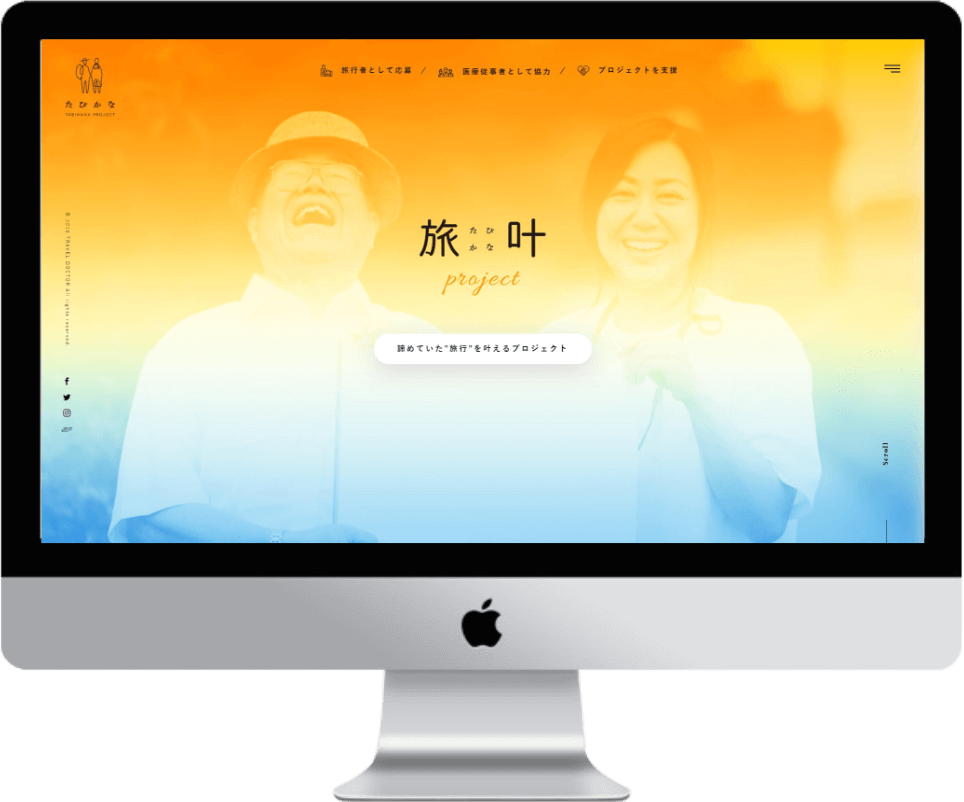 旅行者として応募 / 医療従事者として協力 / プロジェクトを支援
たびかな
TABIKANA PROJECT
© 2020 TRAVEL DOCTOR All rights reserved.
旅 たび かな 叶
project
諦めていた"旅行"を叶えるプロジェクト
Scroll